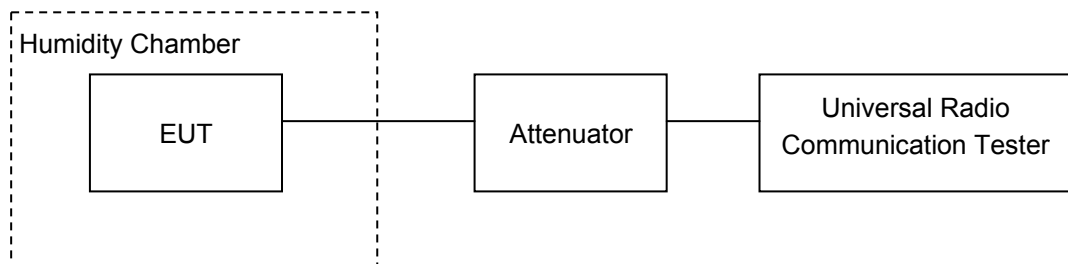 Humidity Chamber
EUT
Attenuator
Universal Radio
Communication Tester